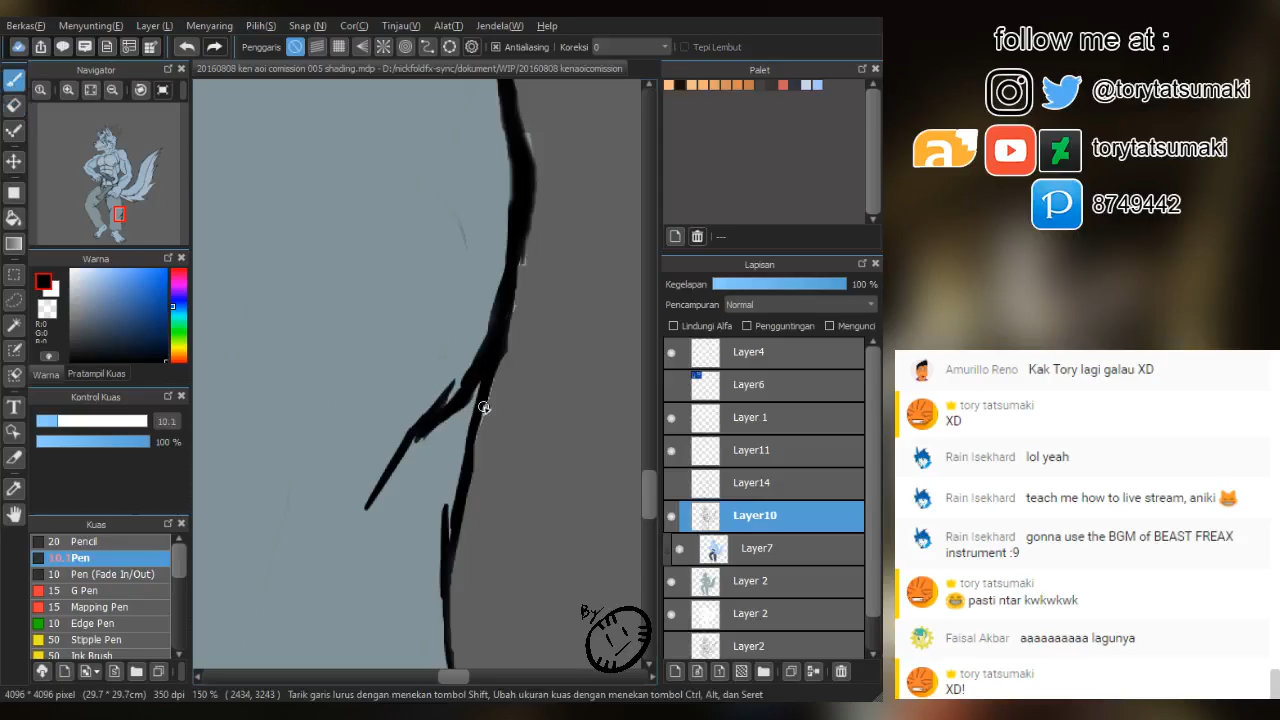 Berkas(F) Menyunting(E) Layer (L) Menyaring Pilih(S) Snap (N) Cor(C) Tinjau(V) Alat(T) Jendela(W) Help
Penggaris Antialiasing Koreksi 0 Tepi Lembut
Navigator
20160808 ken aoi comission 005 shading.mdp - D:/nickfoldfx-sync/dokument/WIP/20160808 kenaoicomission
Palet
---
Warna
R:0
G:0
B:0
Warna Pratampil Kuas
Kontrol Kuas
10.1
100 %
Kuas
20 Pencil
10.1 Pen
10 Pen (Fade In/Out)
15 G Pen
15 Mapping Pen
10 Edge Pen
50 Stipple Pen
50 Ink Brush
Lapisan
Kegelapan 100 %
Pencampuran Normal
Lindungi Alfa Pengguntingan Mengunci
Layer4
Layer6
Layer 1
Layer11
Layer14
Layer10
Layer7
Layer 2
Layer 2
Layer2
By
4096 * 4096 pixel (29.7 * 29.7cm) 350 dpi 150 % ( 2434, 3243 ) Tarik garis lurus dengan menekan tombol Shift, Ubah ukuran kuas dengan menekan tombol Ctrl, Alt, dan Seret
follow me at :
@torytatsumaki
a torytatsumaki
P 8749442
Amurillo Reno Kak Tory lagi galau XD
tory tatsumaki
XD
Rain Isekhard lol yeah
Rain Isekhard teach me how to live stream, aniki
Rain Isekhard gonna use the BGM of BEAST FREAX
instrument :9
tory tatsumaki
pasti ntar kwkwkwk
Faisal Akbar aaaaaaaaaa lagunya
tory tatsumaki
XD!